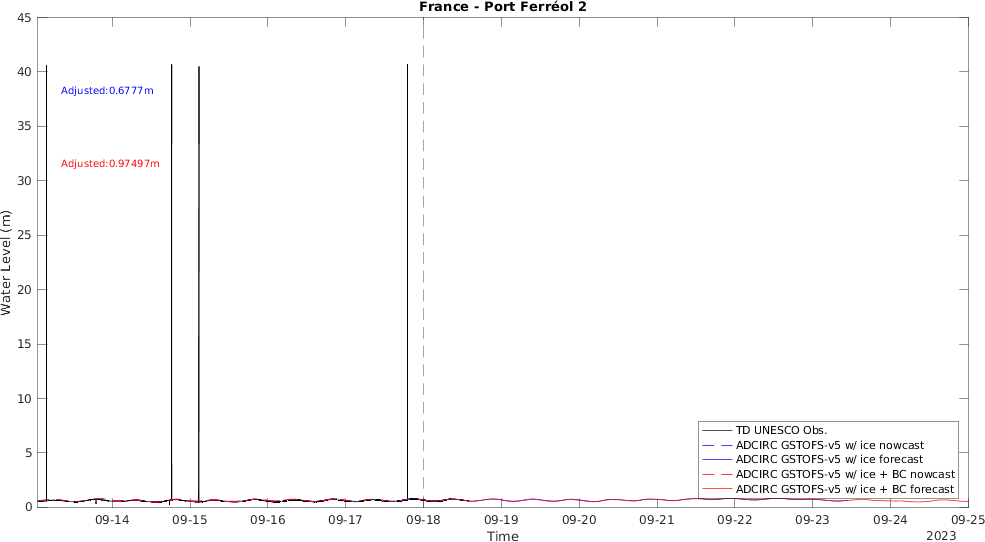 France - Port Ferréol 2
45
40
35
30
25
20
15
10
5
0
Water Level (m)
Adjusted:0.6777m
Adjusted:0.97497m
TD UNESCO Obs.
ADCIRC GSTOFS-v5 w/ ice nowcast
ADCIRC GSTOFS-v5 w/ ice forecast
ADCIRC GSTOFS-v5 w/ ice + BC nowcast
ADCIRC GSTOFS-v5 w/ ice + BC forecast
09-14 09-15 09-16 09-17 09-18 09-19 09-20 09-21 09-22 09-23 09-24 09-25
Time
2023